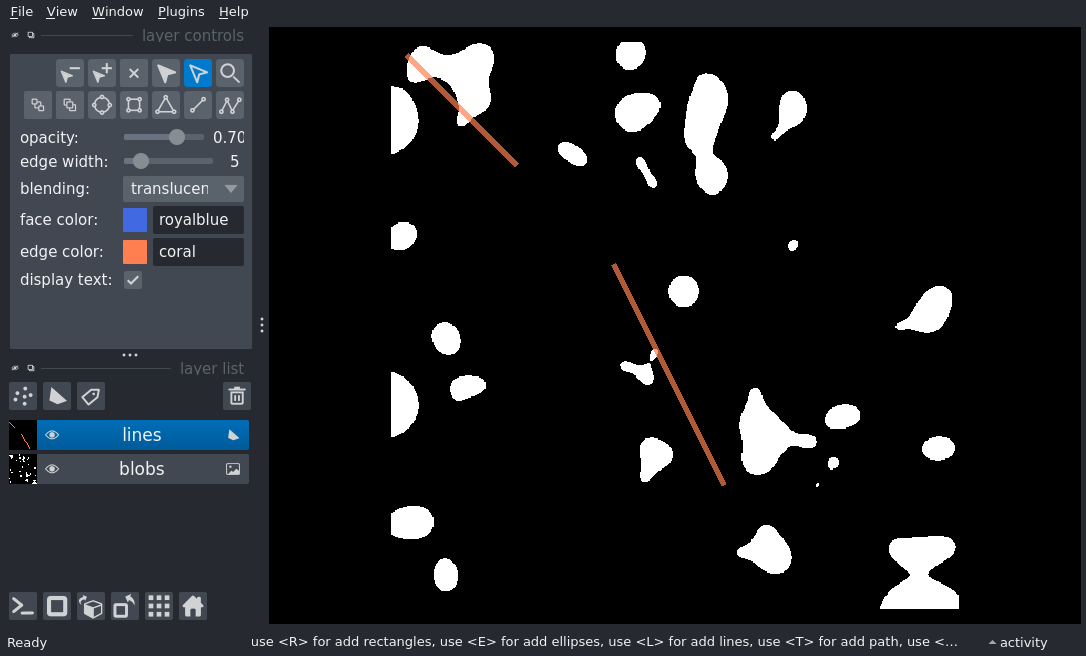 File View Window Plugins Help
layer controls
opacity: 0.70
edge width: 5
blending: translucen
face color: royalblue
edge color: coral
display text:
layer list
lines
blobs
Ready
use <R> for add rectangles, use <E> for add ellipses, use <L> for add lines, use <T> for add path, use <...
activity